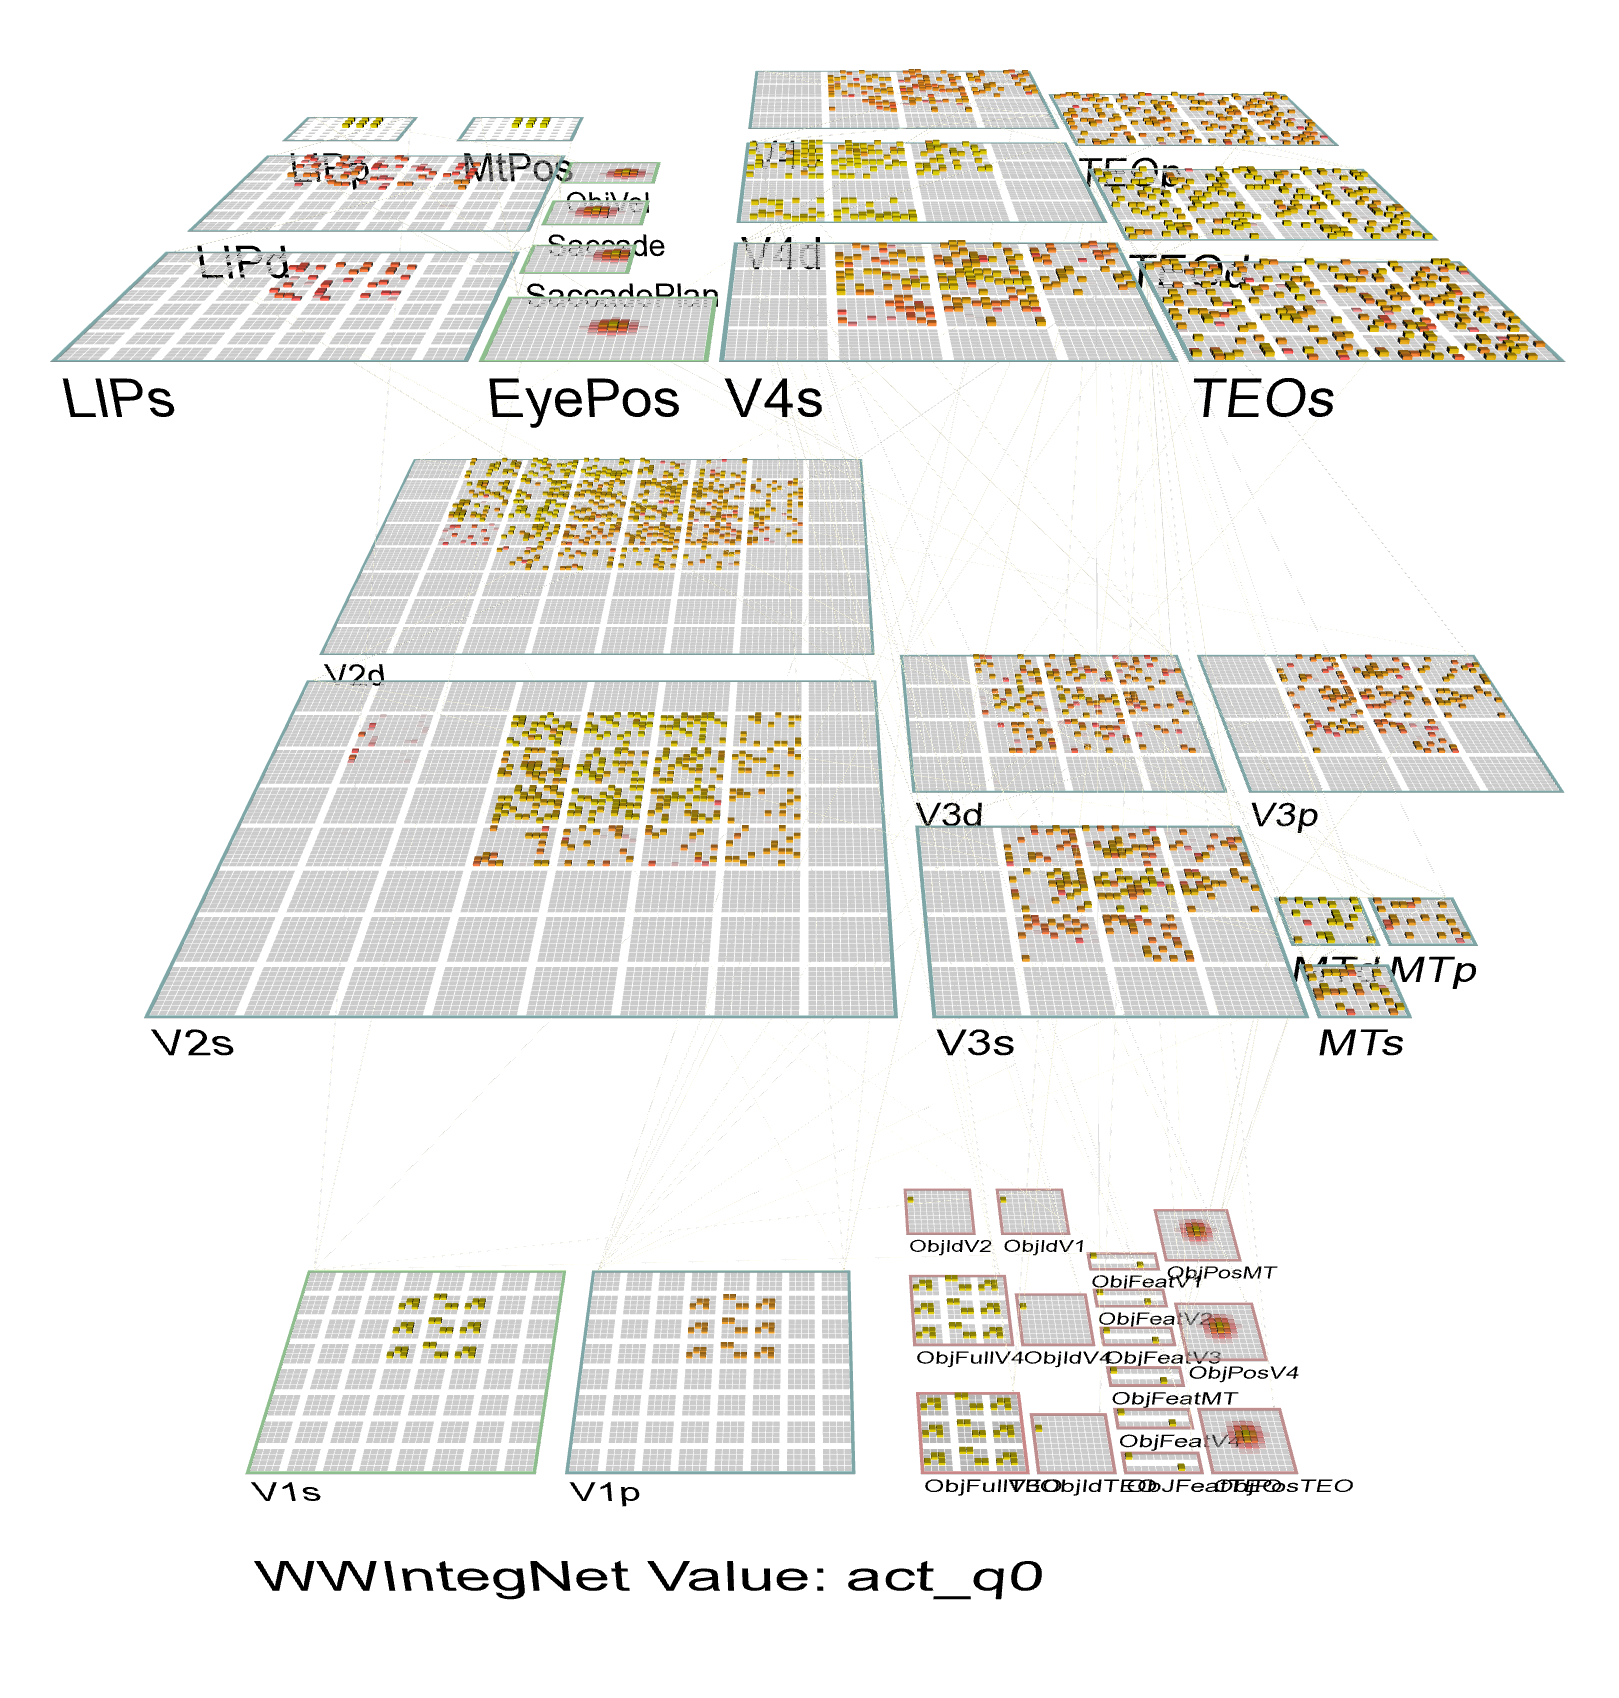 LIPp
MtPos
V4p
TEOp
ObjVel
LIPd
Saccade
V4d
TEOd
SaccadePlan
LIPs
EyePos
V4s
TEOs
V2d
V3d
V3p
MTd
MTp
V2s
V3s
MTs
ObjIdV2
ObjIdV1
ObjFeatV1
ObjPosMT
ObjFeatV2
ObjFullV4
ObjIdV4
ObjFeatV3
ObjPosV4
ObjFeatMT
ObjFeatV4
V1s
V1p
ObjFullTEO
ObjIdTEO
ObjFeatTEO
ObjPosTEO
WWIntegNet Value: act_q0